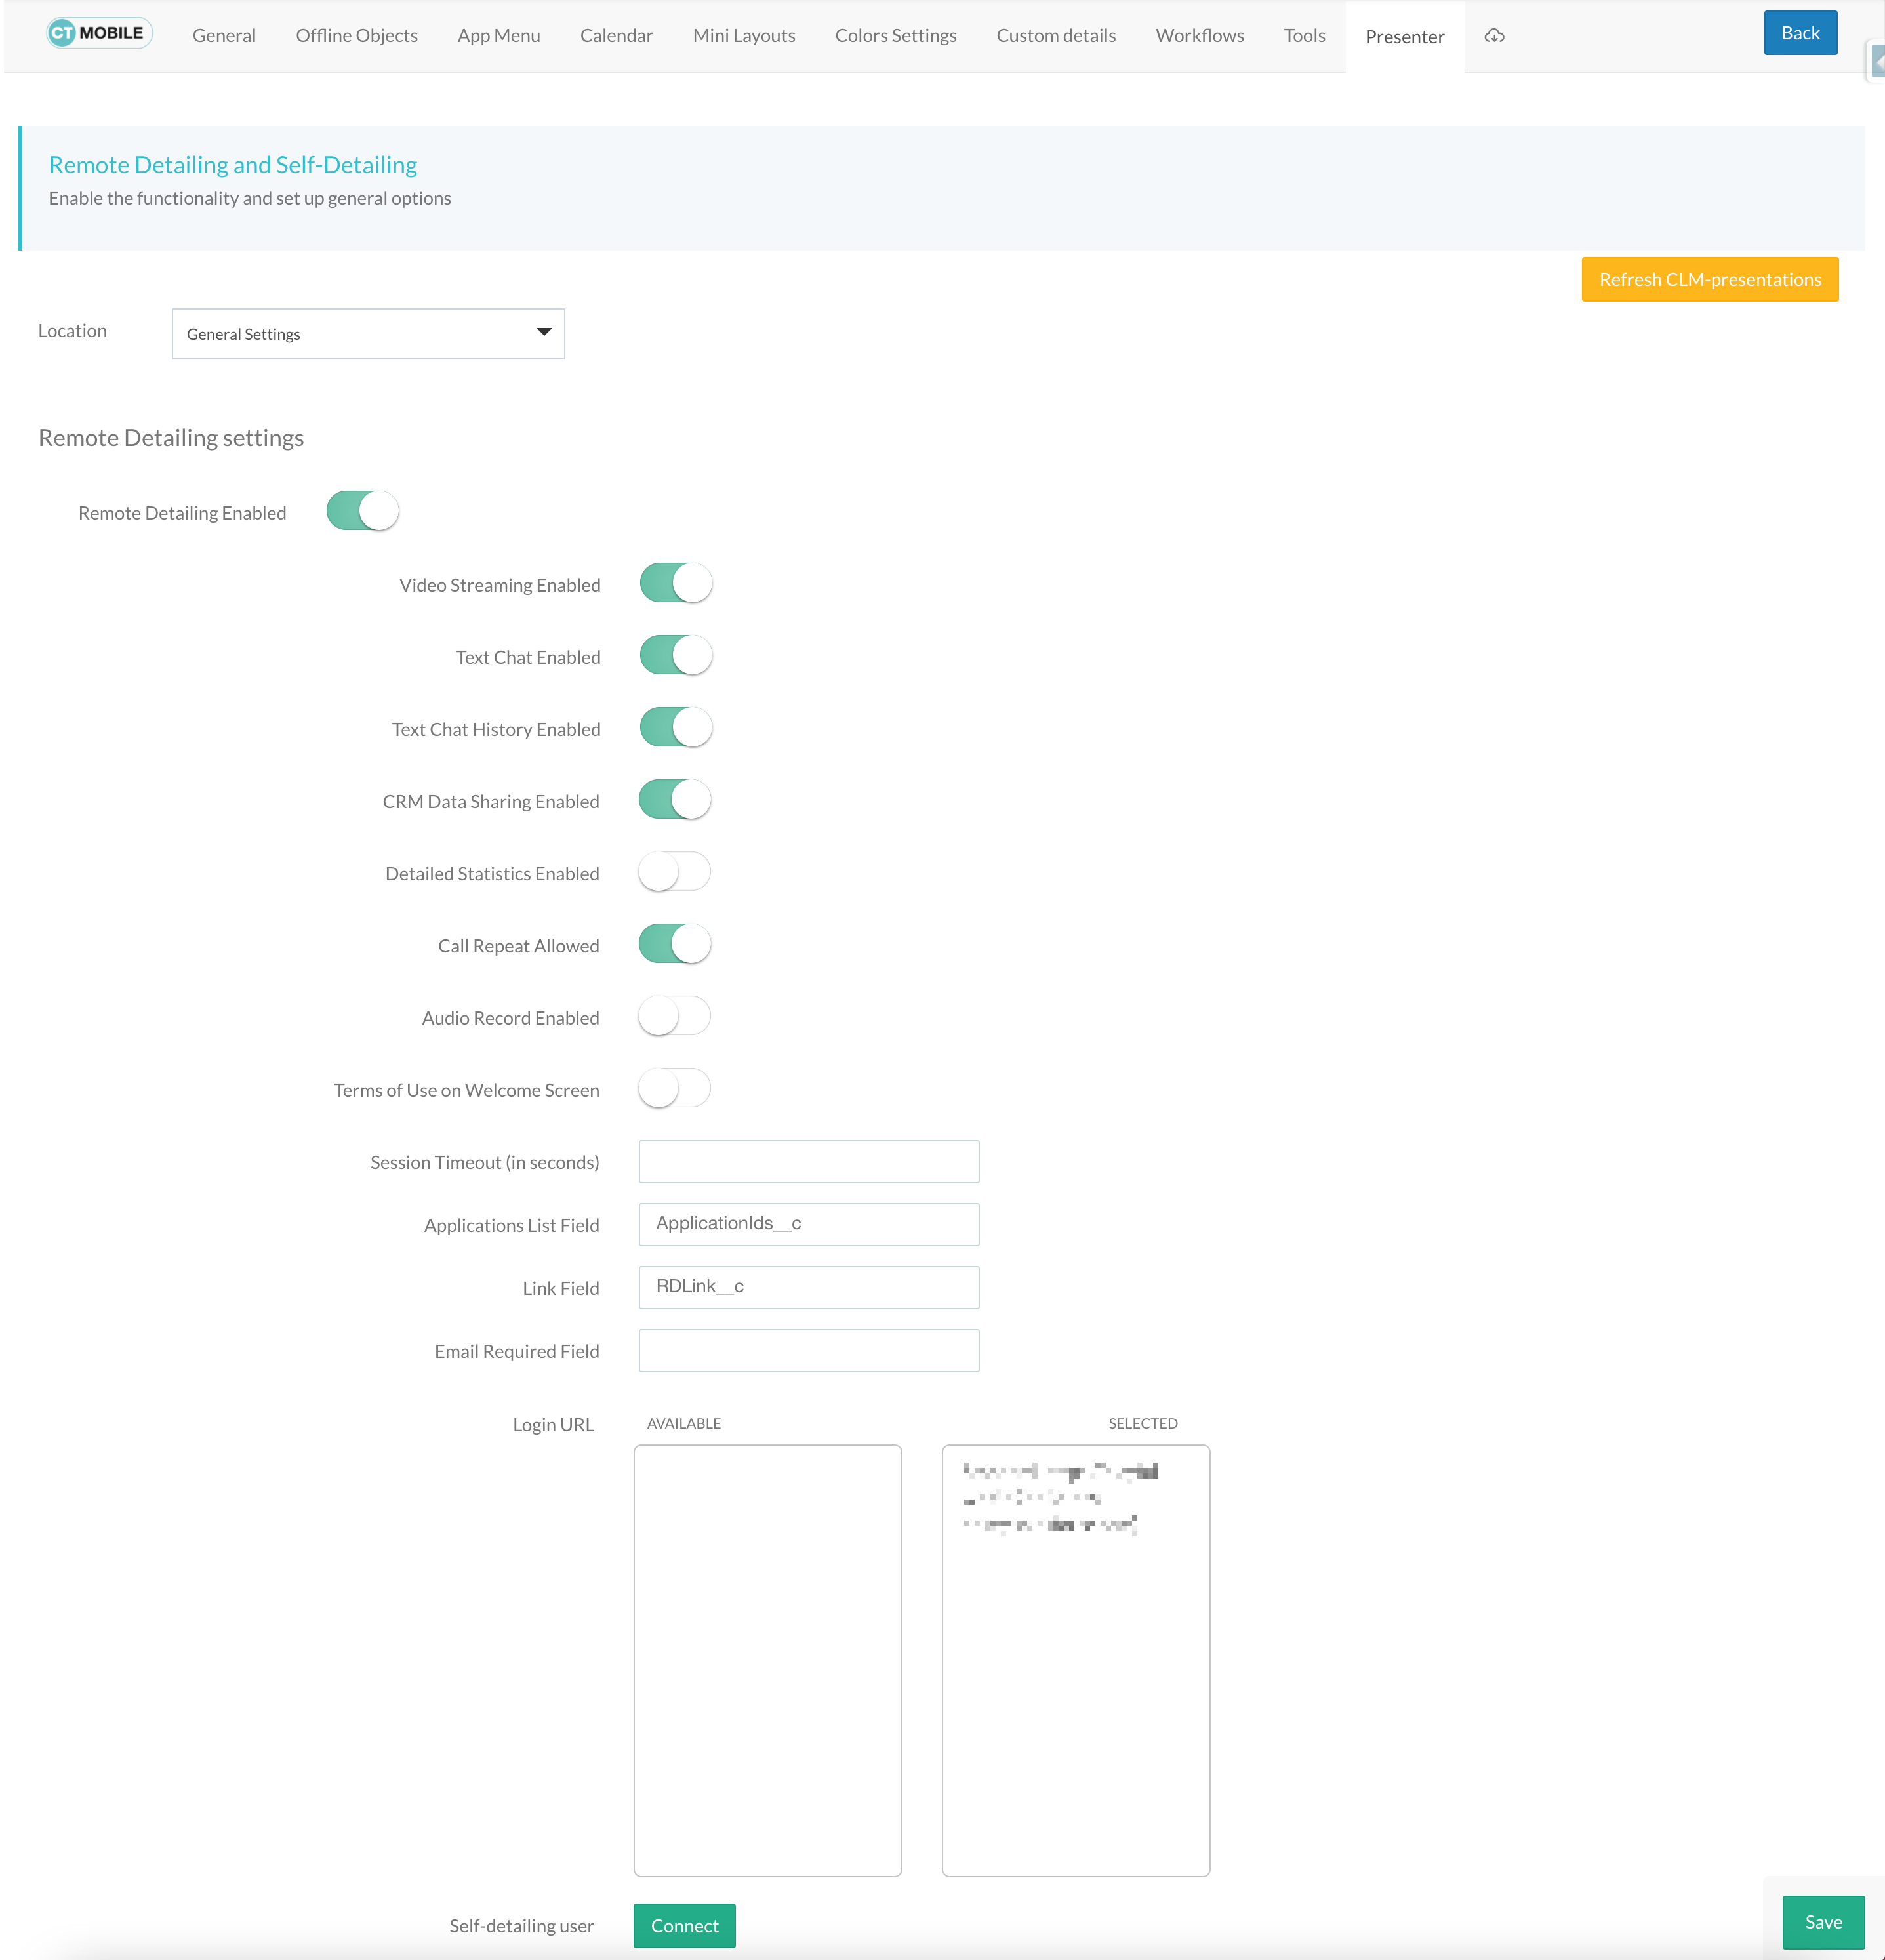 CT MOBILE General Offline Objects App Menu Calendar Mini Layouts Colors Settings Custom details Workflows Tools Presenter Back
Remote Detailing and Self-Detailing
Enable the functionality and set up general options
Refresh CLM-presentations
Location General Settings
Remote Detailing settings
Remote Detailing Enabled
Video Streaming Enabled
Text Chat Enabled
Text Chat History Enabled
CRM Data Sharing Enabled
Detailed Statistics Enabled
Call Repeat Allowed
Audio Record Enabled
Terms of Use on Welcome Screen
Session Timeout (in seconds)
Applications List Field ApplicationIds__c
Link Field RDLink__c
Email Required Field
Login URL AVAILABLE SELECTED
Self-detailing user Connect Save